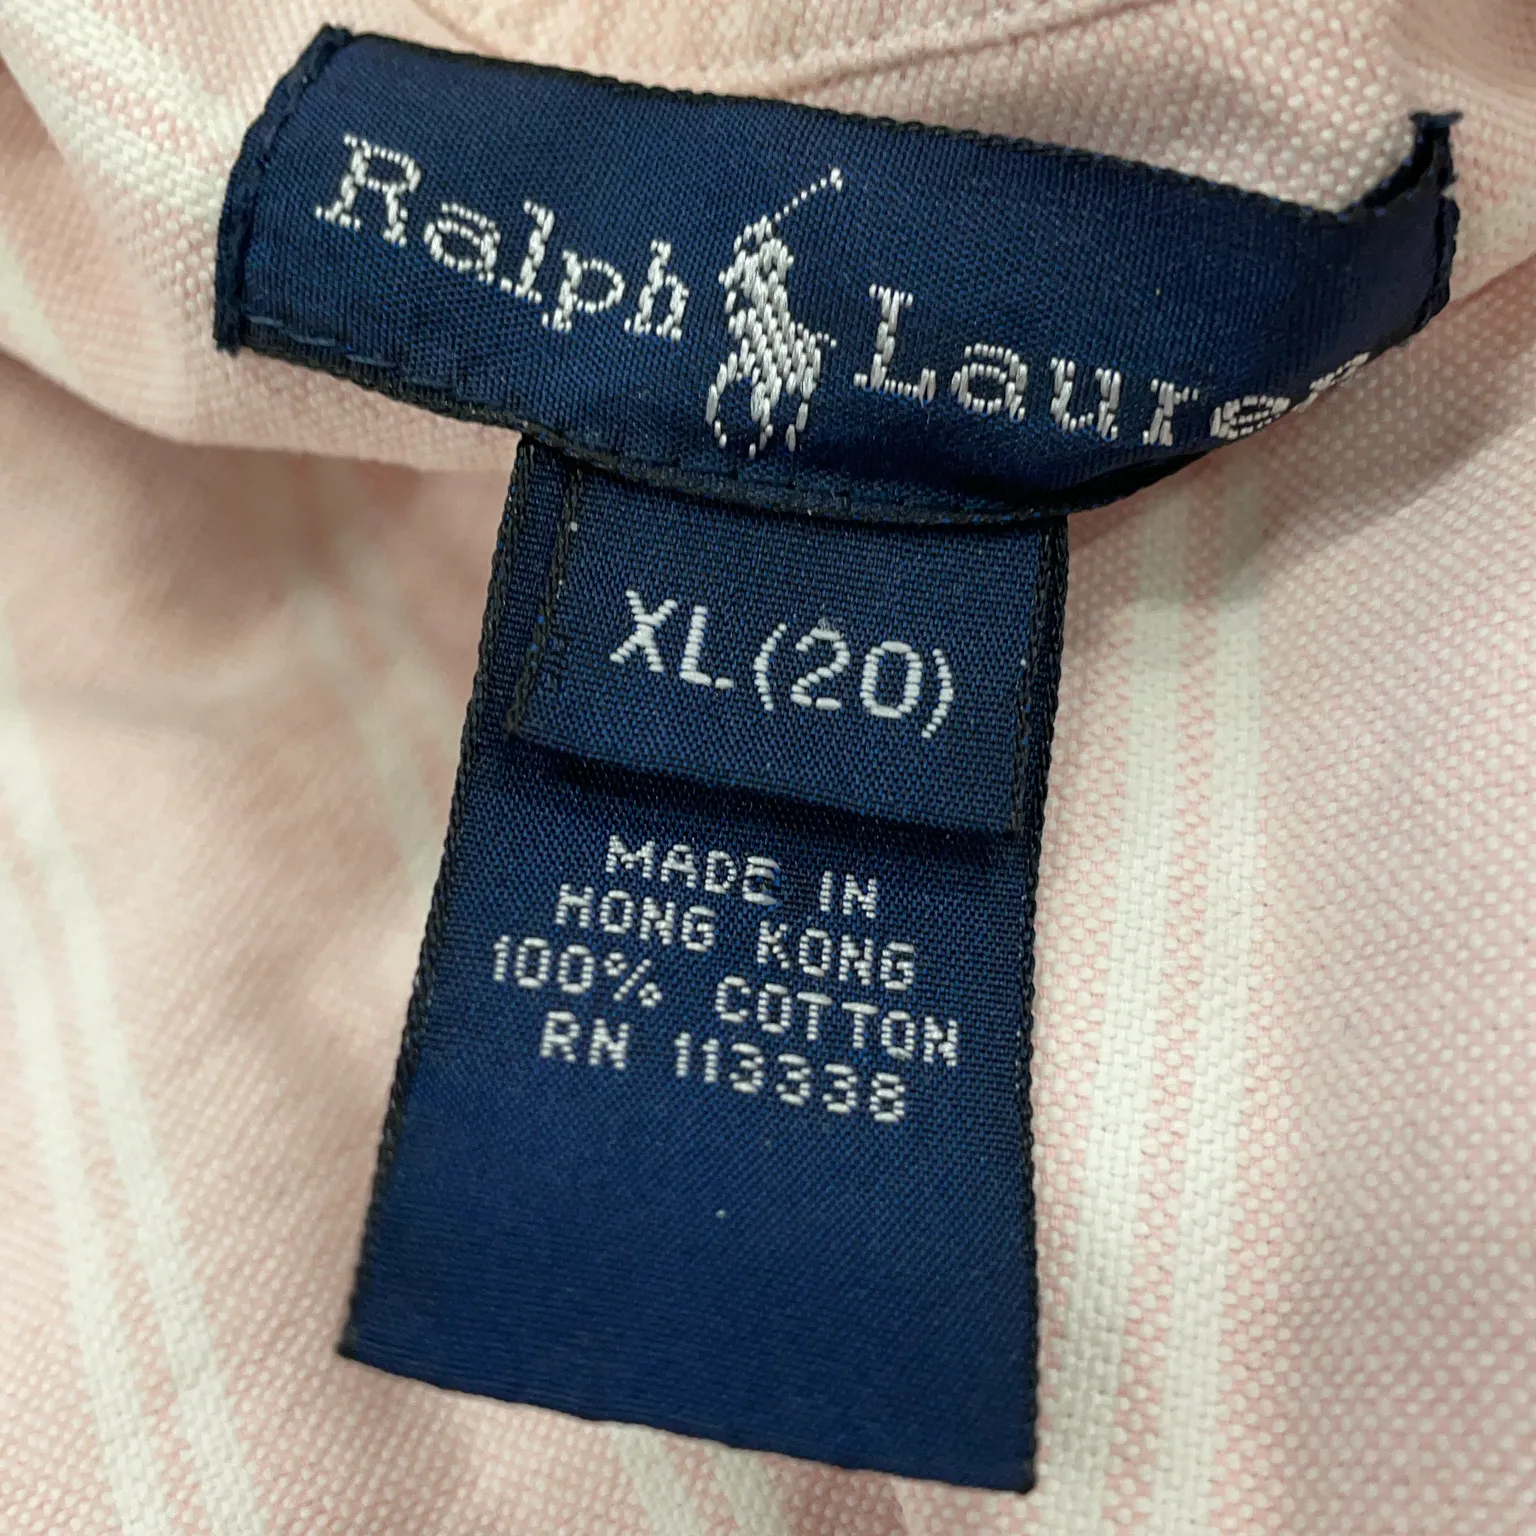 Ralph Lauren
XL (20)
MADE IN
HONG KONG
100% COTTON
RN 113338